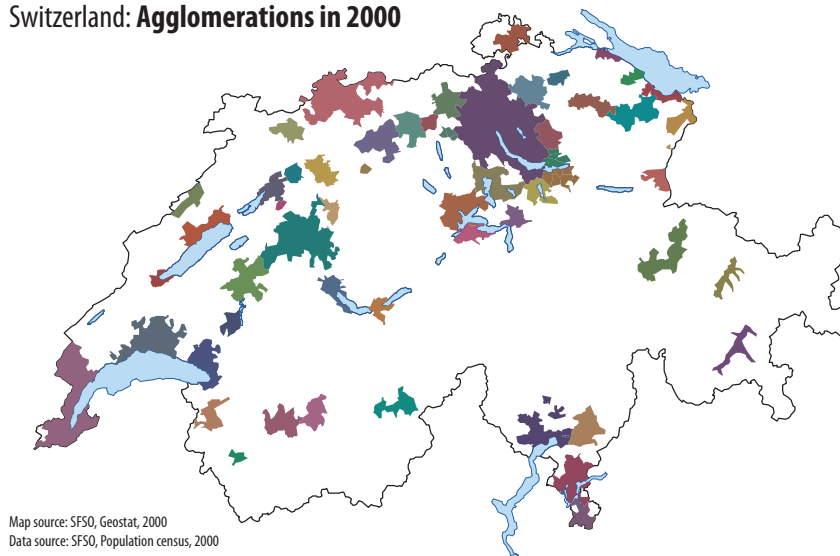 Switzerland: Agglomerations in 2000
Map source: SFSO, Geostat, 2000
Data source: SFSO, Population census, 2000